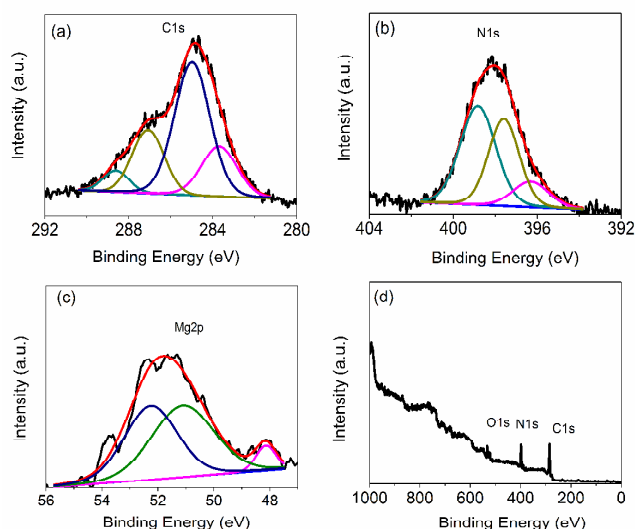 (a)
C1s
Intensity (a.u.)
292 288 284 280
Binding Energy (eV)
(b)
N1s
Intensity (a.u.)
404 400 396 392
Binding Energy (eV)
(c)
Mg2p
Intensity (a.u.)
56 54 52 50 48
Binding Energy (eV)
(d)
O1s N1s C1s
Intensity (a.u.)
1000 800 600 400 200 0
Binding Energy (eV)